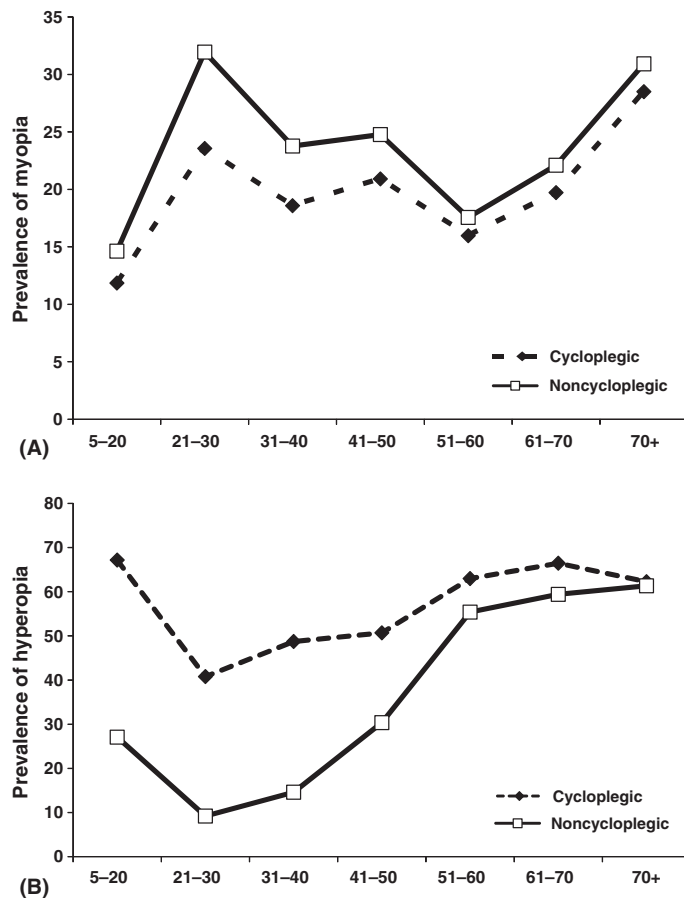 Prevalence of myopia
35
30
25
20
15
10
5
0
Cycloplegic
Noncycloplegic
5–20 21–30 31–40 41–50 51–60 61–70 70+
(A)
Prevalence of hyperopia
80
70
60
50
40
30
20
10
0
Cycloplegic
Noncycloplegic
5–20 21–30 31–40 41–50 51–60 61–70 70+
(B)